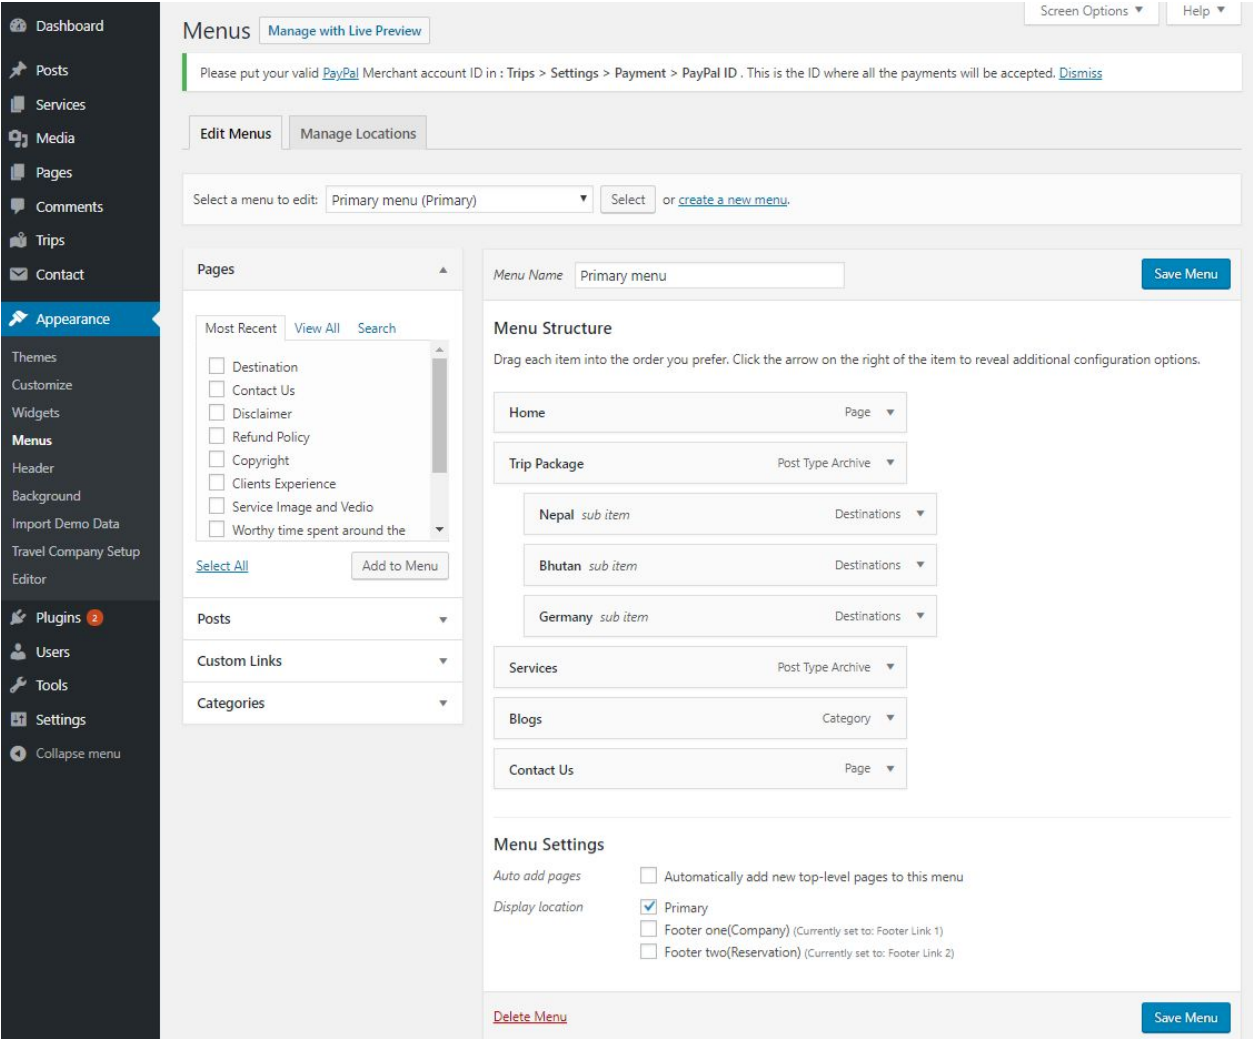 Dashboard
Posts
Services
Media
Pages
Comments
Trips
Contact
Appearance
Themes
Customize
Widgets
Menus
Header
Background
Import Demo Data
Travel Company Setup
Editor
Plugins 2
Users
Tools
Settings
Collapse menu
Screen Options ▼ Help ▼
Menus Manage with Live Preview
Please put your valid PayPal Merchant account ID in : Trips > Settings > Payment > PayPal ID . This is the ID where all the payments will be accepted. Dismiss
Edit Menus Manage Locations
Select a menu to edit: Primary menu (Primary) ▼ Select or create a new menu.
Pages ▲
Most Recent View All Search
Destination
Contact Us
Disclaimer
Refund Policy
Copyright
Clients Experience
Service Image and Vedio
Worthy time spent around the
Select All Add to Menu
Posts ▼
Custom Links ▼
Categories ▼
Menu Name Primary menu Save Menu
Menu Structure
Drag each item into the order you prefer. Click the arrow on the right of the item to reveal additional configuration options.
Home Page ▼
Trip Package Post Type Archive ▼
Nepal sub item Destinations ▼
Bhutan sub item Destinations ▼
Germany sub item Destinations ▼
Services Post Type Archive ▼
Blogs Category ▼
Contact Us Page ▼
Menu Settings
Auto add pages Automatically add new top-level pages to this menu
Display location Primary
Footer one(Company) (Currently set to: Footer Link 1)
Footer two(Reservation) (Currently set to: Footer Link 2)
Delete Menu Save Menu